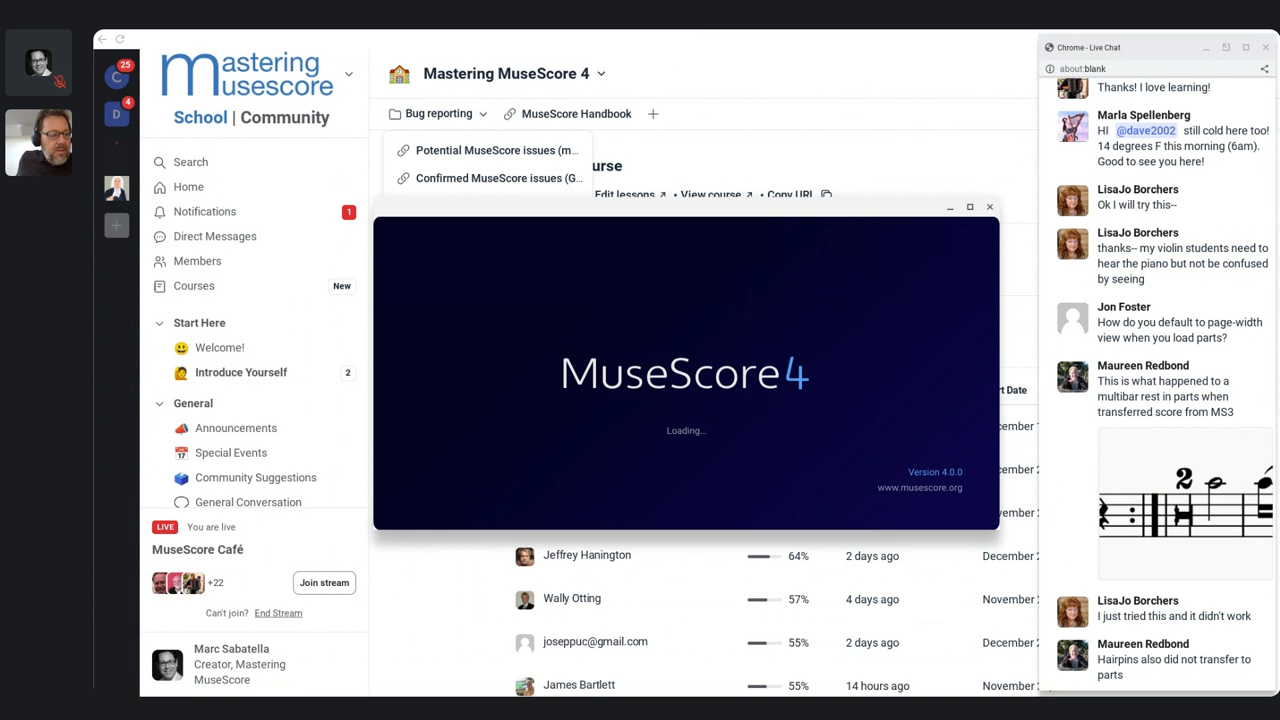 25
C
4
D
mastering
musescore
School | Community
Search
Home
Notifications
1
Direct Messages
Members
Courses
New
Start Here
Welcome!
Introduce Yourself
2
General
Announcements
Special Events
Community Suggestions
General Conversation
LIVE
You are live
MuseScore Café
+22
Join stream
Can't join? End Stream
Marc Sabatella
Creator, Mastering
MuseScore
Mastering MuseScore 4
Bug reporting
MuseScore Handbook
Potential MuseScore issues (m...
Confirmed MuseScore issues (G...
urse
Edit lessons
• View course
• Copy URL
MuseScore 4
Loading...
Version 4.0.0
www.musescore.org
rt Date
cember
Jeffrey Hanington
64%
2 days ago
December
Wally Otting
57%
4 days ago
November
joseppuc@gmail.com
55%
2 days ago
December
James Bartlett
55%
14 hours ago
November
Chrome - Live Chat
about:blank
Thanks! I love learning!
Marla Spellenberg
HI @dave2002 still cold here too!
14 degrees F this morning (6am).
Good to see you here!
LisaJo Borchers
Ok I will try this--
LisaJo Borchers
thanks-- my violin students need to
hear the piano but not be confused
by seeing
Jon Foster
How do you default to page-width
view when you load parts?
Maureen Redbond
This is what happened to a
multibar rest in parts when
transferred score from MS3
2
LisaJo Borchers
I just tried this and it didn't work
Maureen Redbond
Hairpins also did not transfer to
parts